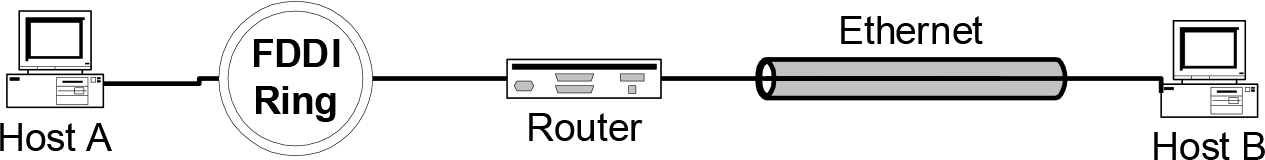 Host A
FDDI
Ring
Router
Ethernet
Host B